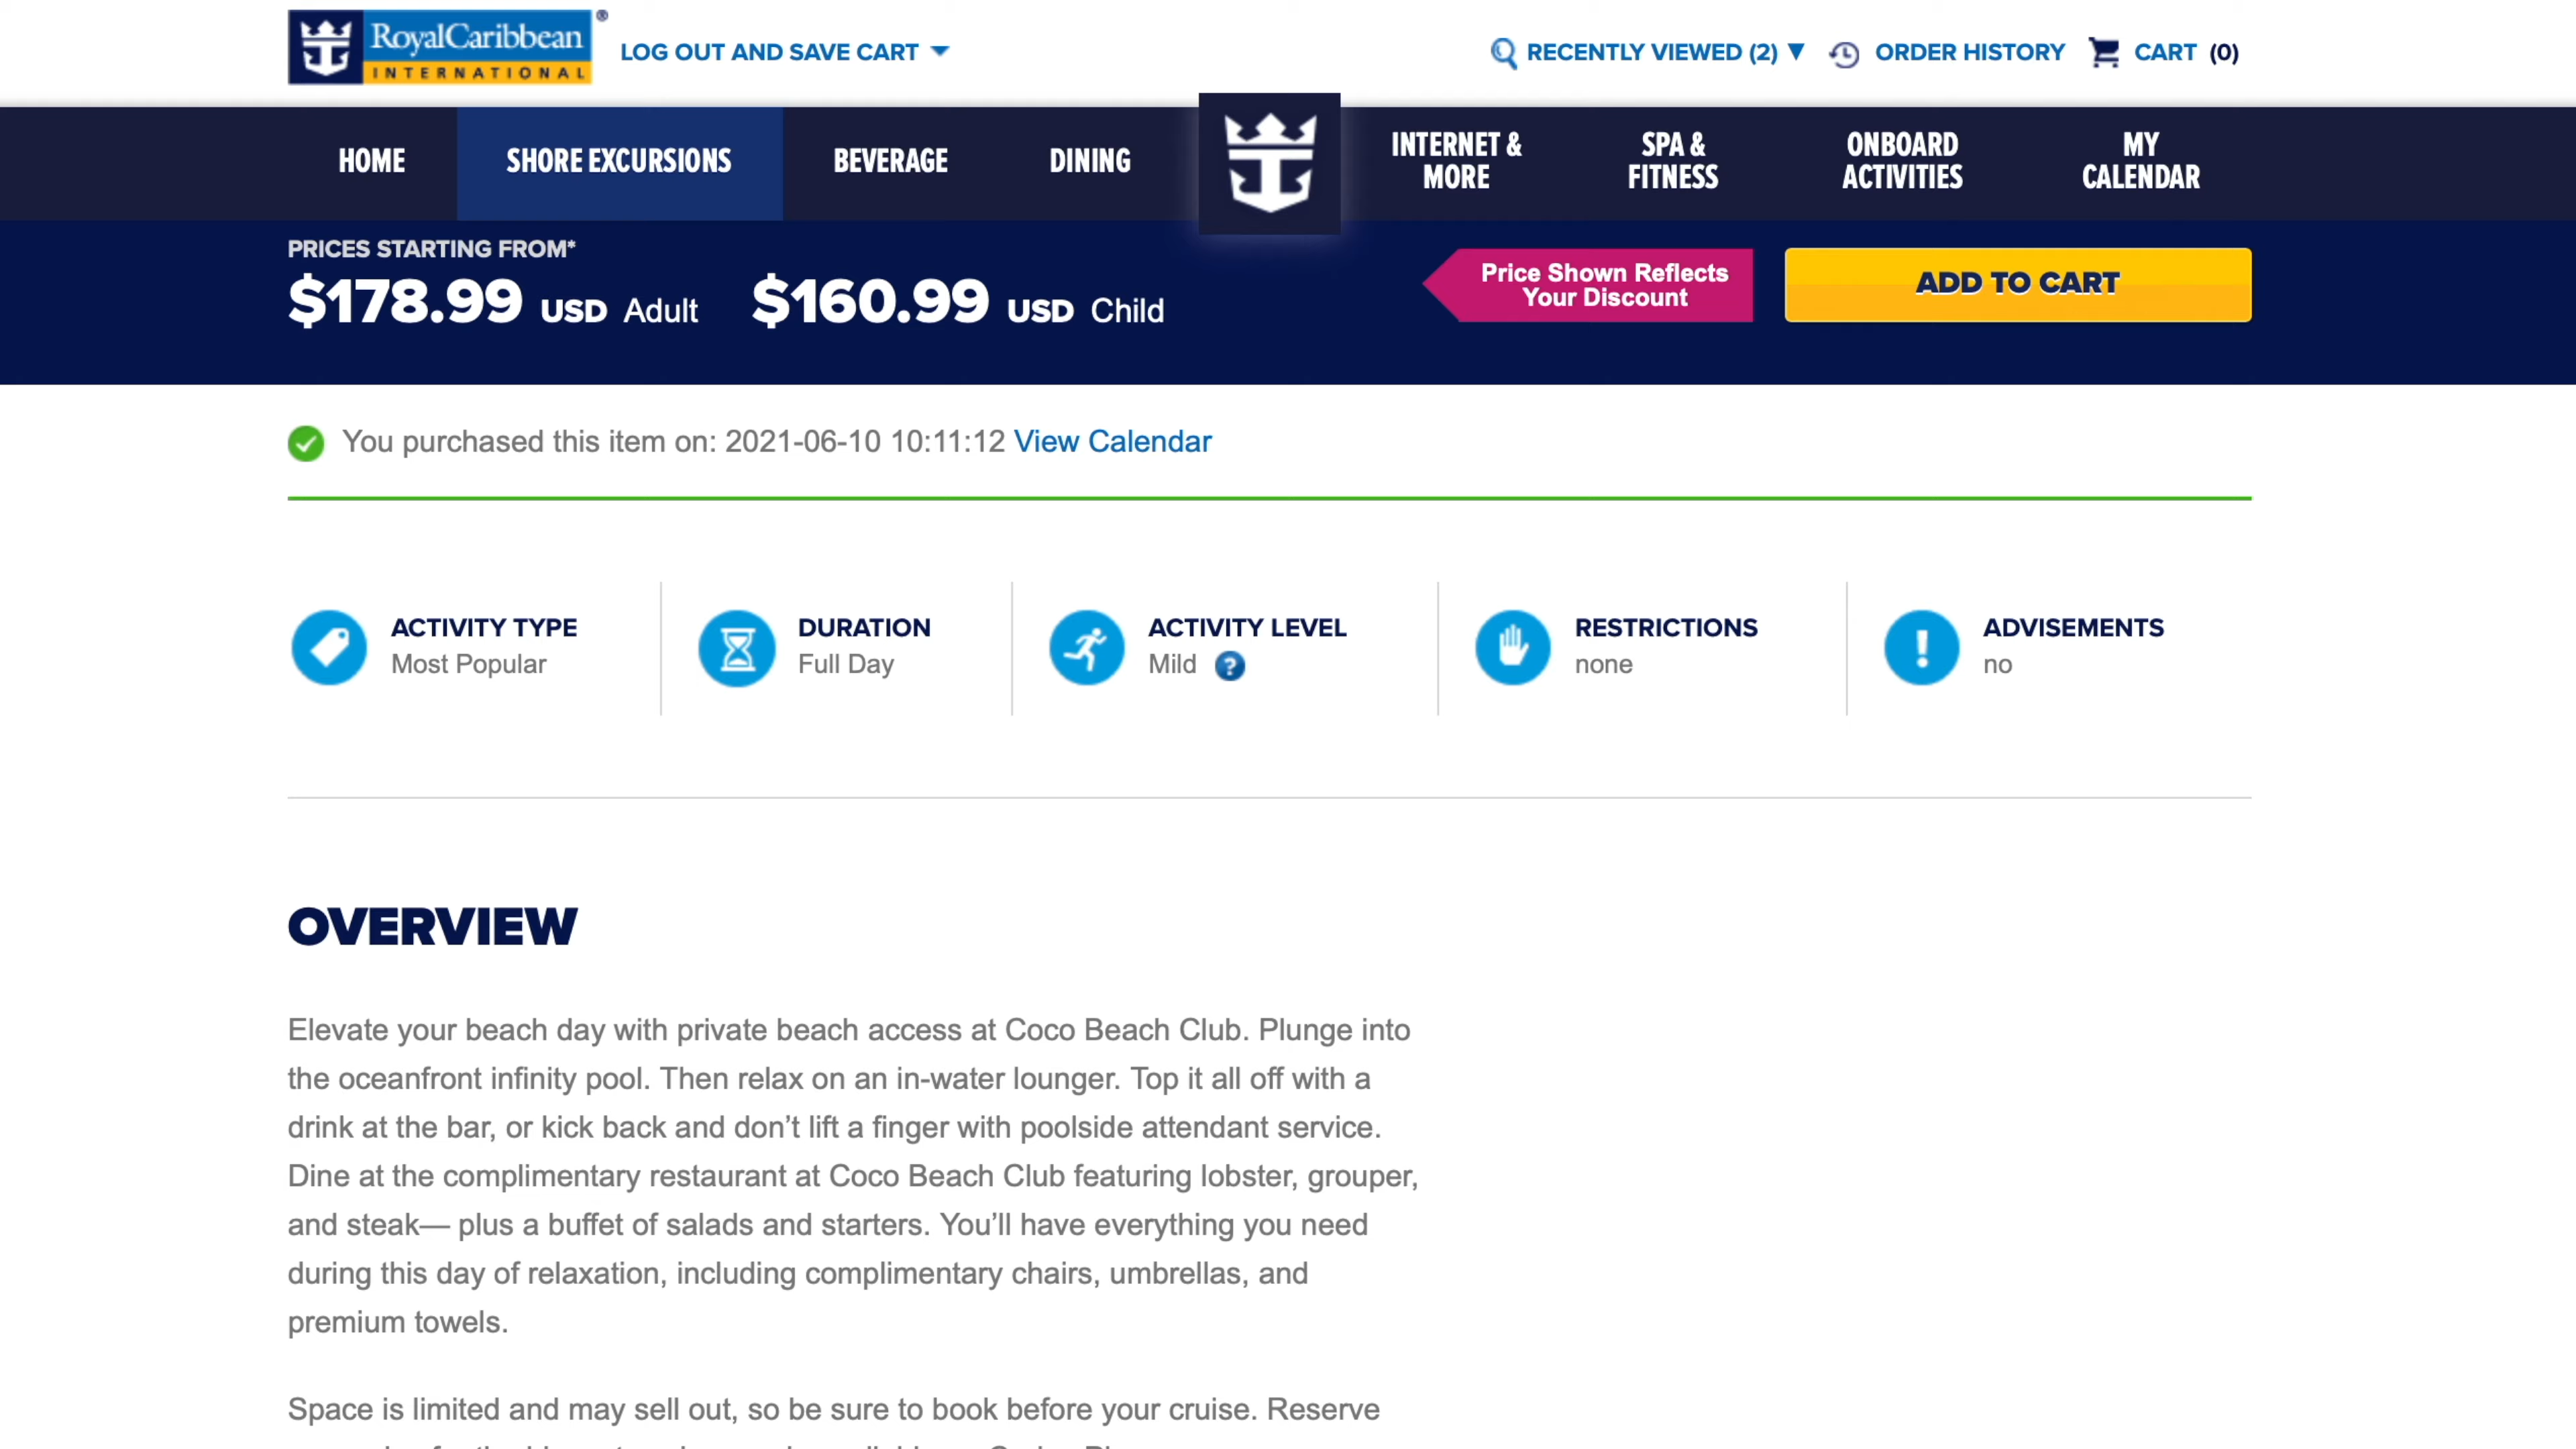 RoyalCaribbean ®
INTERNATIONAL
LOG OUT AND SAVE CART
RECENTLY VIEWED (2) ▼
ORDER HISTORY
CART (0)
HOME
SHORE EXCURSIONS
BEVERAGE
DINING
INTERNET &
MORE
SPA &
FITNESS
ONBOARD
ACTIVITIES
MY
CALENDAR
PRICES STARTING FROM*
$178.99 USD Adult $160.99 USD Child
Price Shown Reflects
Your Discount
ADD TO CART
You purchased this item on: 2021-06-10 10:11:12 View Calendar
ACTIVITY TYPE
Most Popular
DURATION
Full Day
ACTIVITY LEVEL
Mild ?
RESTRICTIONS
none
! ADVISEMENTS
no
OVERVIEW
Elevate your beach day with private beach access at Coco Beach Club. Plunge into
the oceanfront infinity pool. Then relax on an in-water lounger. Top it all off with a
drink at the bar, or kick back and don’t lift a finger with poolside attendant service.
Dine at the complimentary restaurant at Coco Beach Club featuring lobster, grouper,
and steak— plus a buffet of salads and starters. You’ll have everything you need
during this day of relaxation, including complimentary chairs, umbrellas, and
premium towels.
Space is limited and may sell out, so be sure to book before your cruise. Reserve